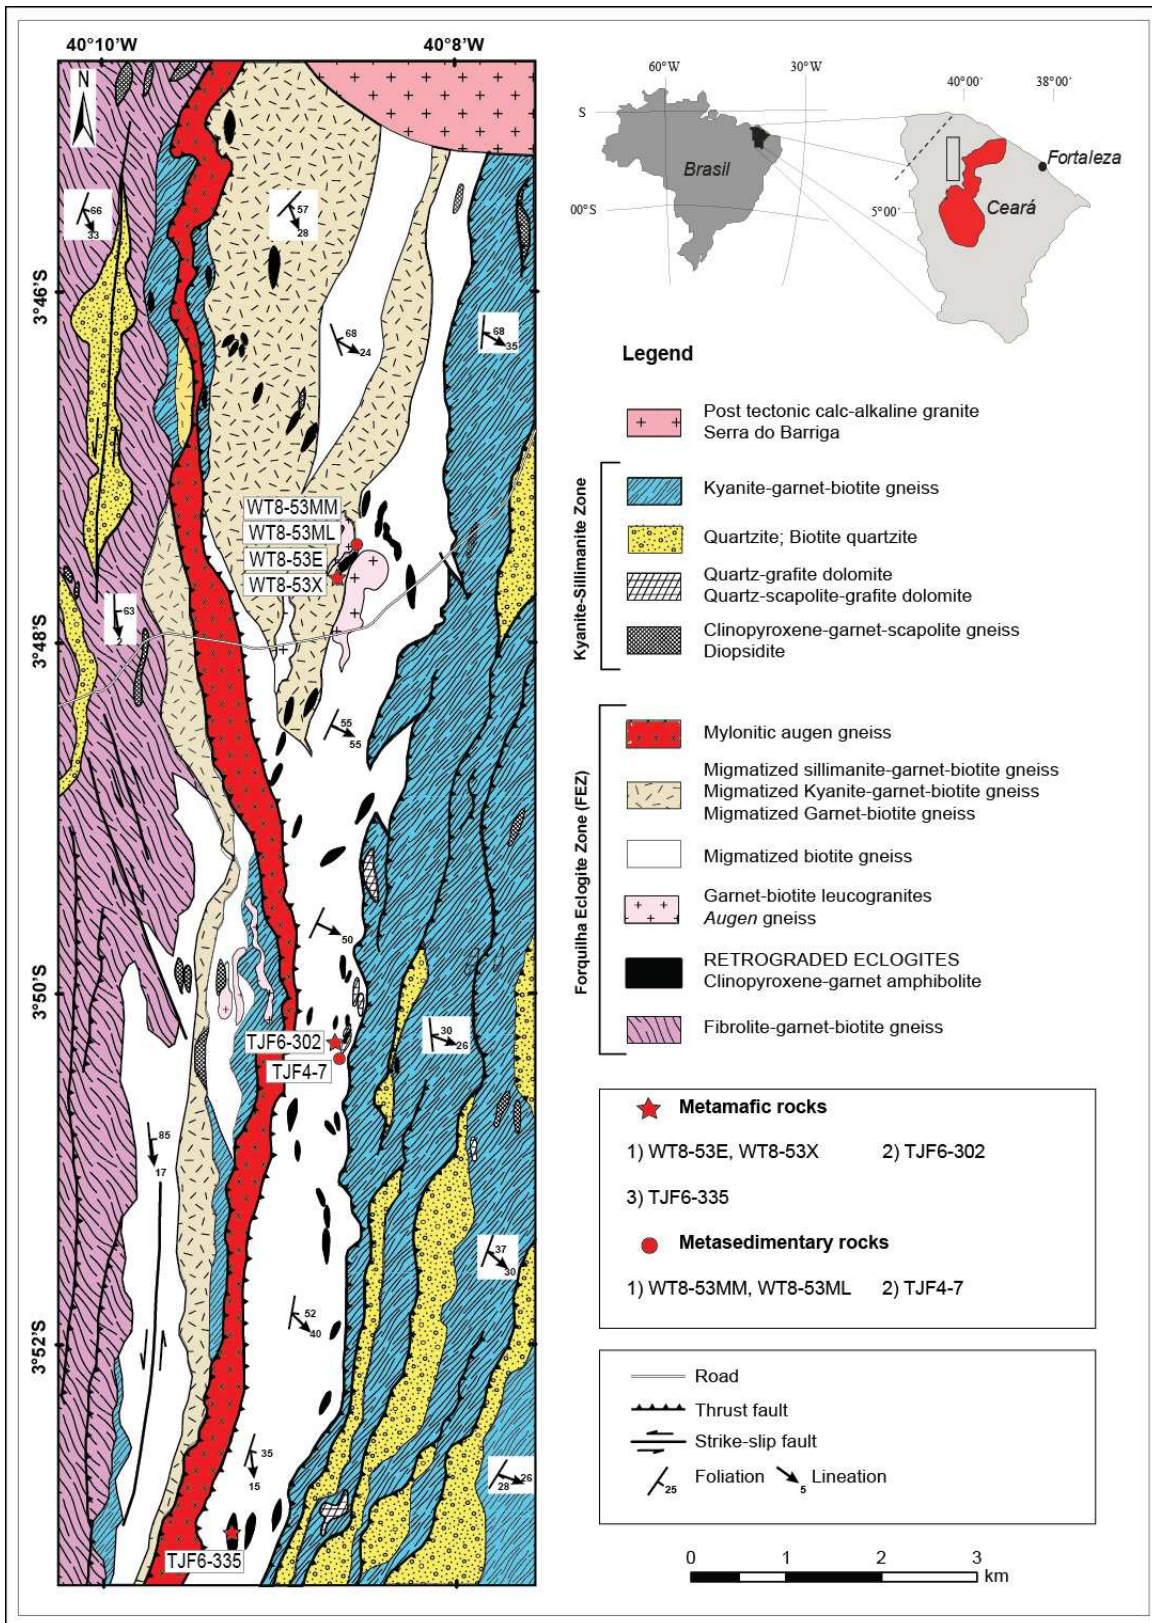 40°10'W
40°8'W
N
3°46'S
3°48'S
3°50'S
3°52'S
66
33
57
28
68
24
68
35
WT8-53MM
WT8-53ML
WT8-53E
WT8-53X
63
2
55
55
50
TJF6-302
TJF4-7
30
26
85
17
37
30
52
40
35
15
26
28
TJF6-335
60°W
30°W
S
00°S
Brasil
40°00'
38°00'
5°00'
Fortaleza
Ceará
Legend
Post tectonic calc-alkaline granite
Serra do Barriga
Kyanite-Sillimanite Zone
Kyanite-garnet-biotite gneiss
Quartzite; Biotite quartzite
Quartz-grafite dolomite
Quartz-scapolite-grafite dolomite
Clinopyroxene-garnet-scapolite gneiss
Diopsidite
Forquilha Eclogite Zone (FEZ)
Mylonitic augen gneiss
Migmatized sillimanite-garnet-biotite gneiss
Migmatized Kyanite-garnet-biotite gneiss
Migmatized Garnet-biotite gneiss
Migmatized biotite gneiss
Garnet-biotite leucogranites
Augen gneiss
RETROGRADED ECLOGITES
Clinopyroxene-garnet amphibolite
Fibrolite-garnet-biotite gneiss
Metamafic rocks
1) WT8-53E, WT8-53X 2) TJF6-302
3) TJF6-335
Metasedimentary rocks
1) WT8-53MM, WT8-53ML 2) TJF4-7
Road
Thrust fault
Strike-slip fault
25 Foliation 5 Lineation
0 1 2 3
km